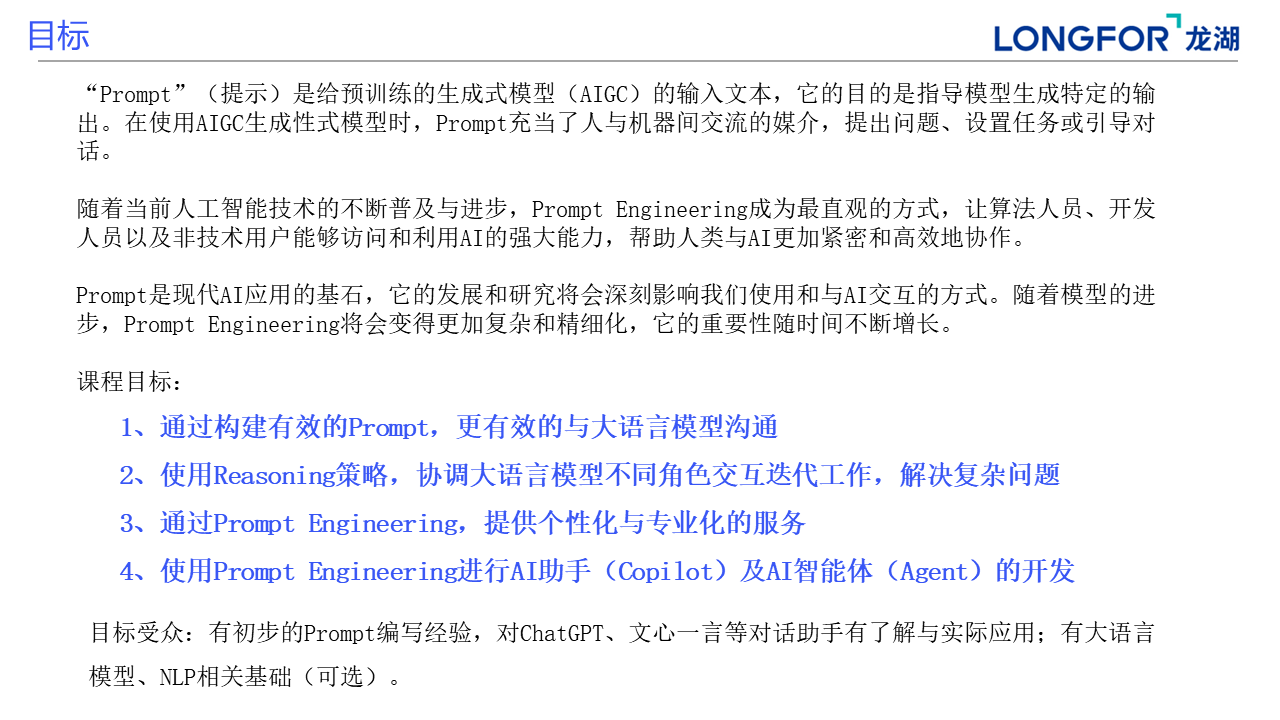 目标
LONGFOR 龙湖
“Prompt”（提示）是给预训练的生成式模型（AIGC）的输入文本，它的目的是指导模型生成特定的输
出。在使用AIGC生成性式模型时，Prompt充当了人与机器间交流的媒介，提出问题、设置任务或引导对
话。
随着当前人工智能技术的不断普及与进步，Prompt Engineering成为最直观的方式，让算法人员、开发
人员以及非技术用户能够访问和利用AI的强大能力，帮助人类与AI更加紧密和高效地协作。
Prompt是现代AI应用的基石，它的发展和研究将会深刻影响我们使用和与AI交互的方式。随着模型的进
步，Prompt Engineering将会变得更加复杂和精细化，它的重要性随时间不断增长。
课程目标：
1、通过构建有效的Prompt，更有效的与大语言模型沟通
2、使用Reasoning策略，协调大语言模型不同角色交互迭代工作，解决复杂问题
3、通过Prompt Engineering，提供个性化与专业化的服务
4、使用Prompt Engineering进行AI助手（Copilot）及AI智能体（Agent）的开发
目标受众：有初步的Prompt编写经验，对ChatGPT、文心一言等对话助手有了解与实际应用；有大语言
模型、NLP相关基础（可选）。